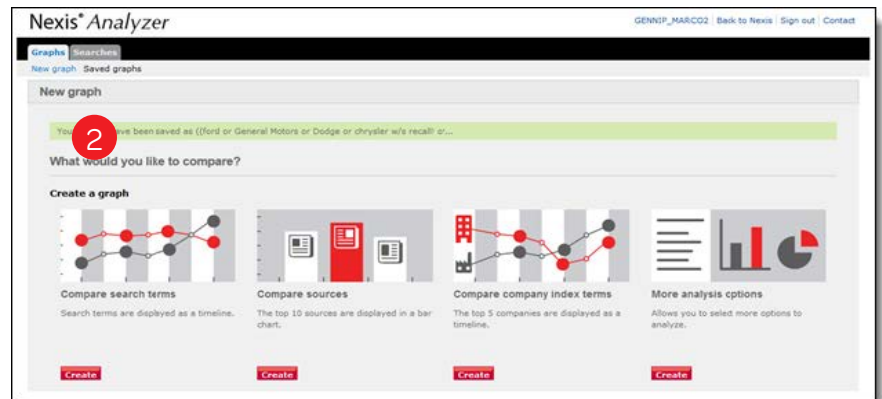 Nexis® Analyzer
GENNIP_MARCO2 | Back to Nexis | Sign out | Contact
Graphs Searches
New graph Saved graphs
New graph
2
ve been saved as ((ford or General Motors or Dodge or chrysler w/s recall! or...
What would you like to compare?
Create a graph
Compare search terms
Compare sources
Compare company index terms
More analysis options
Search terms are displayed as a timeline.
The top 10 sources are displayed in a bar
chart.
The top 5 companies are displayed as a
timeline.
Allows you to select more options to
analyze.
Create
Create
Create
Create